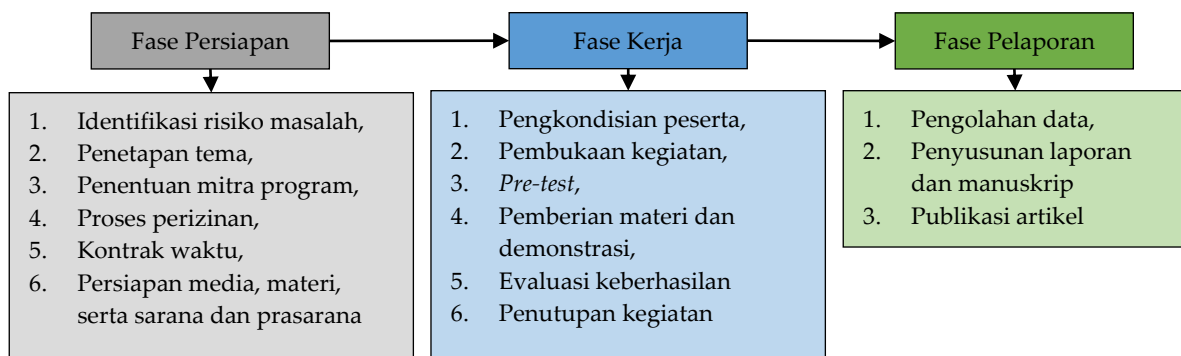 Fase Persiapan
1. Identifikasi risiko masalah,
2. Penetapan tema,
3. Penentuan mitra program,
4. Proses perizinan,
5. Kontrak waktu,
6. Persiapan media, materi,
serta sarana dan prasarana
Fase Kerja
1. Pengkondisian peserta,
2. Pembukaan kegiatan,
3. Pre-test,
4. Pemberian materi dan
demonstrasi,
5. Evaluasi keberhasilan
6. Penutupan kegiatan
Fase Pelaporan
1. Pengolahan data,
2. Penyusunan laporan
dan manuskrip
3. Publikasi artikel